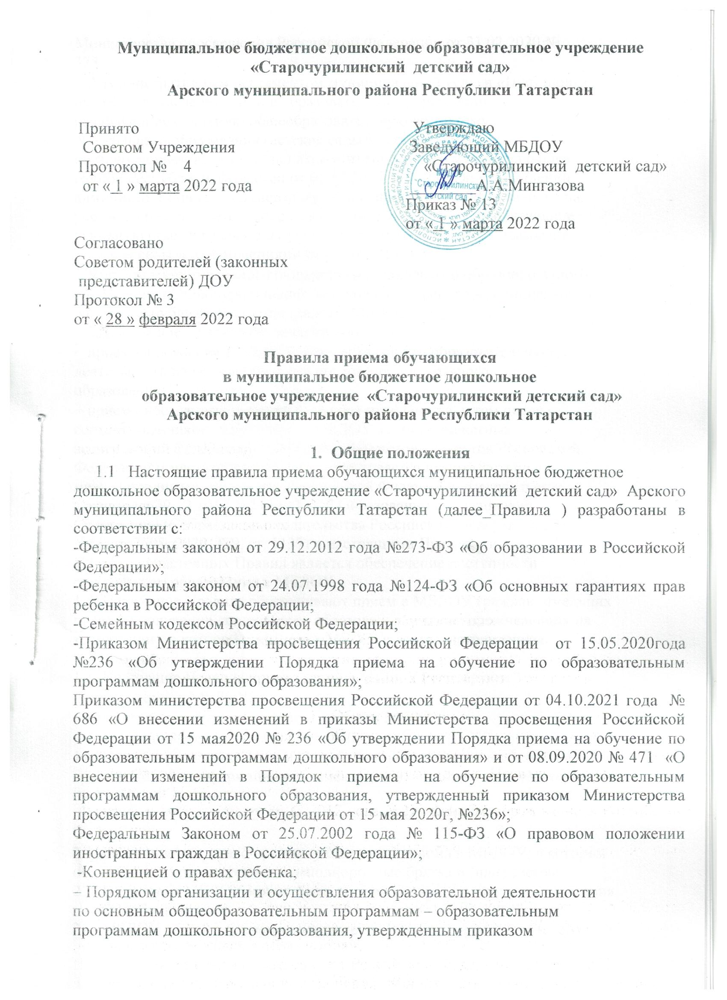 Муниципальное бюджетное дошкольное образовательное учреждение
«Старочурилинский детский сад»
Арского муниципального района Республики Татарстан
Принято
Советом Учреждения
Протокол № 4
от « 1 » марта 2022 года
Утверждаю
Заведующий МБДОУ
«Старочурилинский детский сад»
А.А.Мингазова
Приказ № 13
от « 1 » марта 2022 года
МБДОУ
"Старочурилинский
детский сад"
Согласовано
Советом родителей (законных
представителей) ДОУ
Протокол № 3
от « 28 » февраля 2022 года
Правила приема обучающихся
в муниципальное бюджетное дошкольное
образовательное учреждение «Старочурилинский детский сад»
Арского муниципального района Республики Татарстан
1. Общие положения
1.1 Настоящие правила приема обучающихся муниципальное бюджетное
дошкольное образовательное учреждение «Старочурилинский детский сад» Арского
муниципального района Республики Татарстан (далее_Правила ) разработаны в
соответствии с:
-Федеральным законом от 29.12.2012 года №273-ФЗ «Об образовании в Российской
Федерации»;
-Федеральным законом от 24.07.1998 года №124-ФЗ «Об основных гарантиях прав
ребенка в Российской Федерации;
-Семейным кодексом Российской Федерации;
-Приказом Министерства просвещения Российской Федерации от 15.05.2020года
№236 «Об утверждении Порядка приема на обучение по образовательным
программам дошкольного образования»;
Приказом министерства просвещения Российской Федерации от 04.10.2021 года №
686 «О внесении изменений в приказы Министерства просвещения Российской
Федерации от 15 мая2020 № 236 «Об утверждении Порядка приема на обучение по
образовательным программам дошкольного образования» и от 08.09.2020 № 471 «О
внесении изменений в Порядок приема на обучение по образовательным
программам дошкольного образования, утвержденный приказом Министерства
просвещения Российской Федерации от 15 мая 2020г, №236»;
Федеральным Законом от 25.07.2002 года № 115-ФЗ «О правовом положении
иностранных граждан в Российской Федерации»;
-Конвенцией о правах ребенка;
– Порядком организации и осуществления образовательной деятельности
по основным общеобразовательным программам – образовательным
программам дошкольного образования, утвержденным приказом